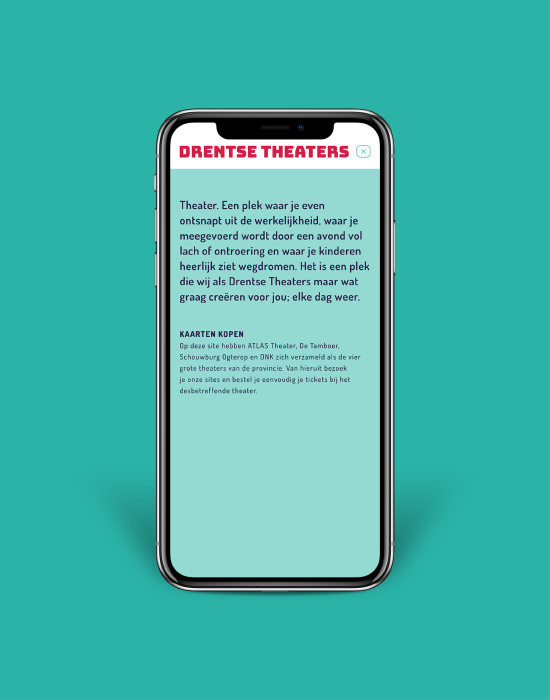 DRENTSE THEATERS
Theater. Een plek waar je even
ontsnapt uit de werkelijkheid, waar je
meegevoerd wordt door een avond vol
lach of ontroering en waar je kinderen
heerlijk ziet wegdromen. Het is een plek
die wij als Drentse Theaters maar wat
graag creëren voor jou; elke dag weer.
KAARTEN KOPEN
Op deze site hebben ATLAS Theater, De Tamboer,
Schouwburg Ogterop en DNK zich verzameld als de vier
grote theaters van de provincie. Van hieruit bezoek
je onze sites en bestel je eenvoudig je tickets bij het
desbetreffende theater.